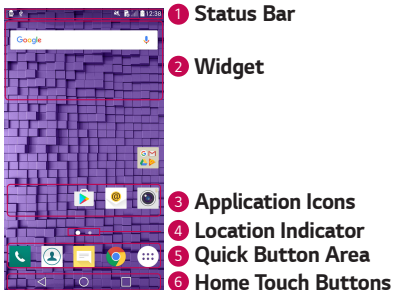 12:38
1 Status Bar
Google
2 Widget
G M
3 Application Icons
4 Location Indicator
5 Quick Button Area
6 Home Touch Buttons